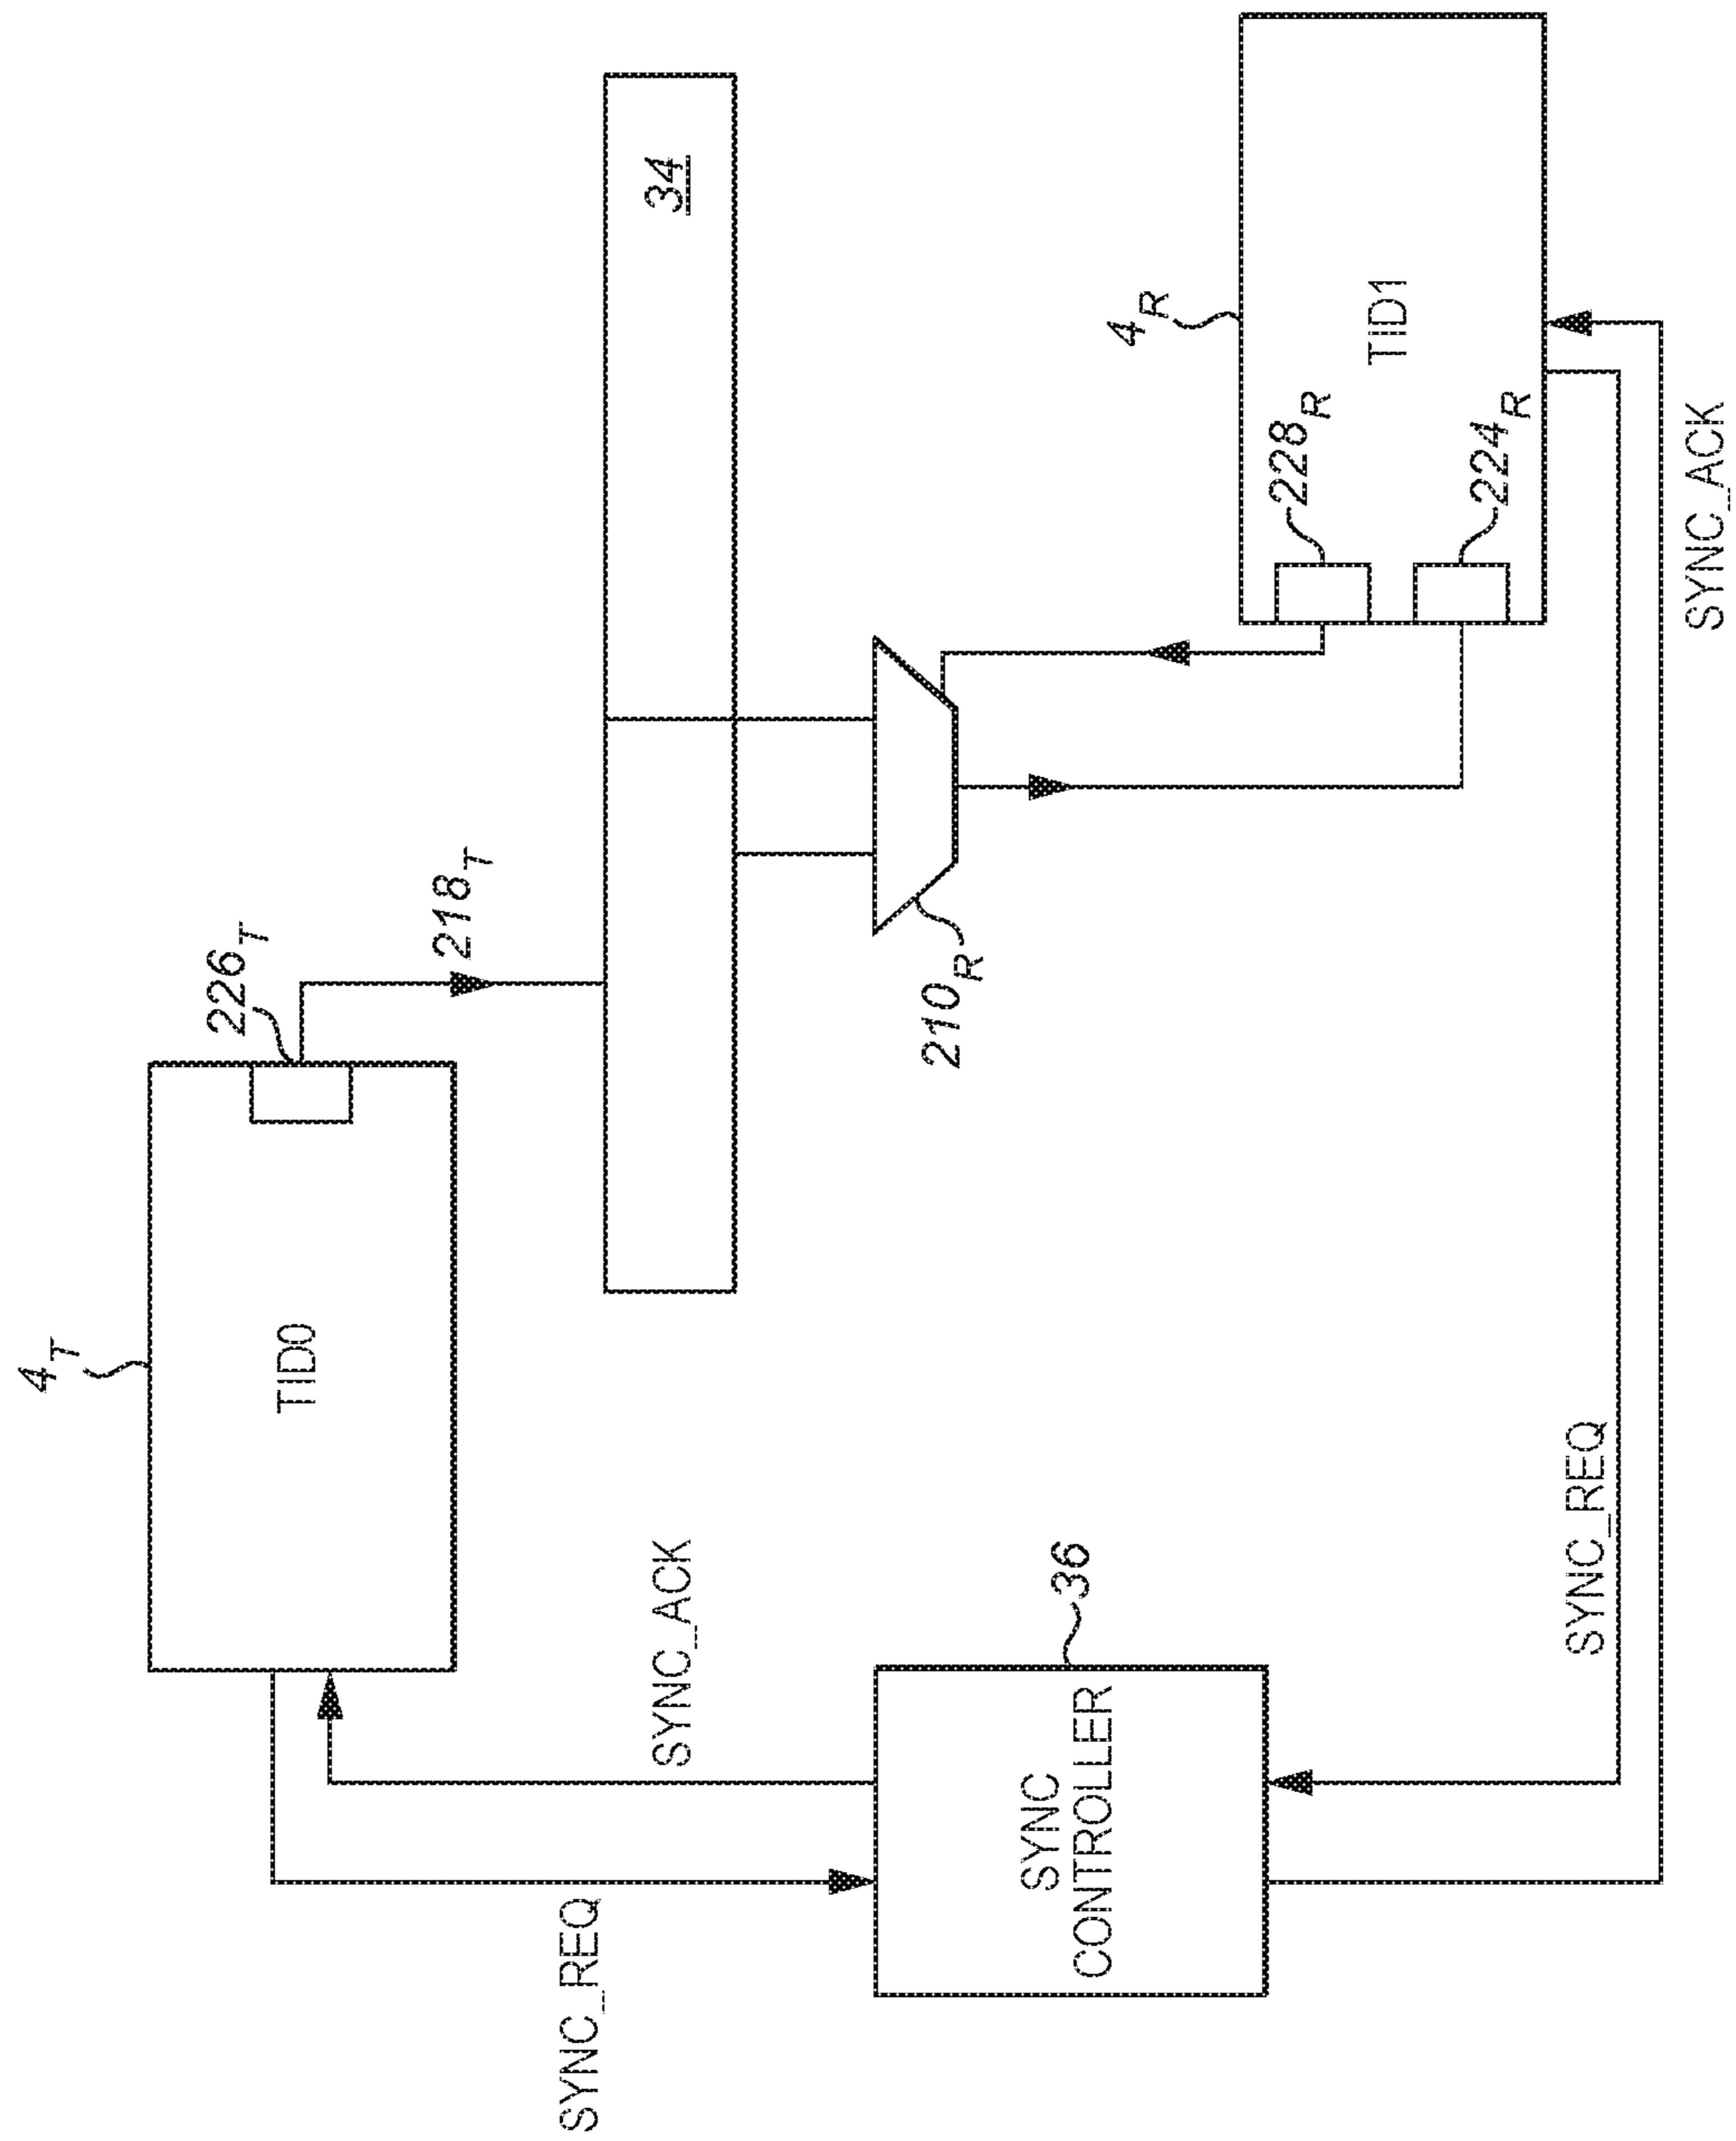 4T
226T
TID0
218T
SYNC_REQ
SYNC_ACK
34
210R
SYNC
CONTROLLER
36
4R
228R
TID1
224R
SYNC_REQ
SYNC_ACK